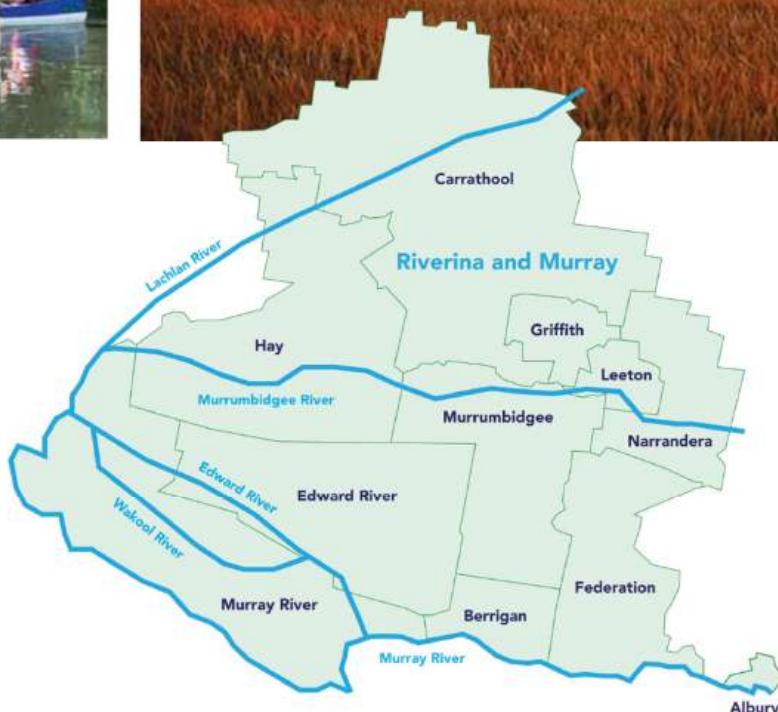 Carrathool
Riverina and Murray
Lachlan River
Griffith
Hay
Leeton
Murrumbidgee River
Murrumbidgee
Narrandera
Edward River
Edward River
Wakool River
Federation
Murray River
Berrigan
Murray River
Albury